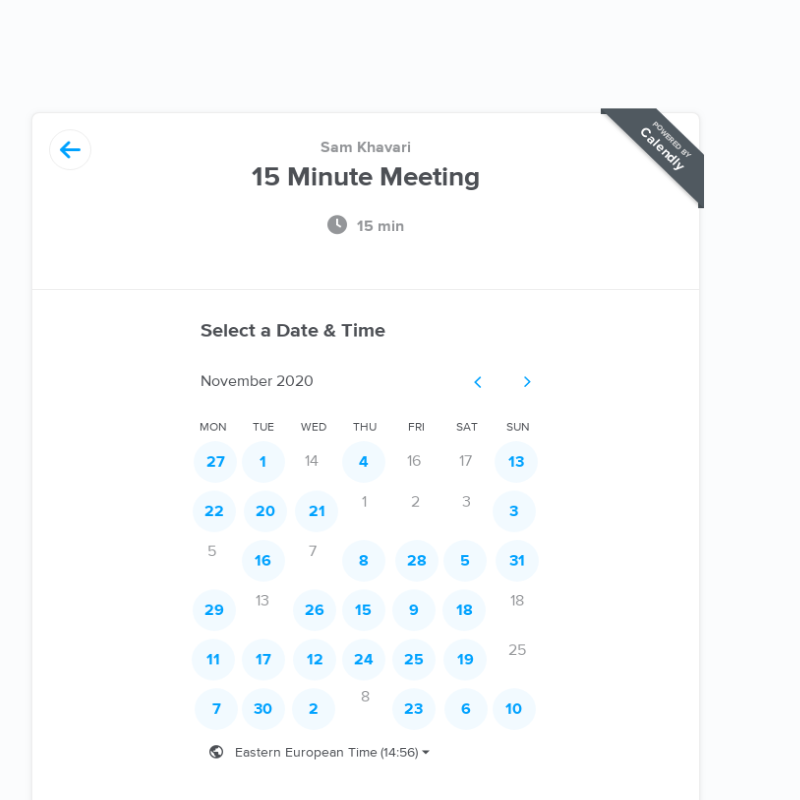 POWERED BY
Calendly
Sam Khavari
15 Minute Meeting
15 min
Select a Date & Time
November 2020
MON TUE WED THU FRI SAT SUN
27 1 14 4 16 17 13
22 20 21 1 2 3 3
5 16 7 8 28 5 31
29 13 26 15 9 18 18
11 17 12 24 25 19 25
7 30 2 8 23 6 10
Eastern European Time (14:56)